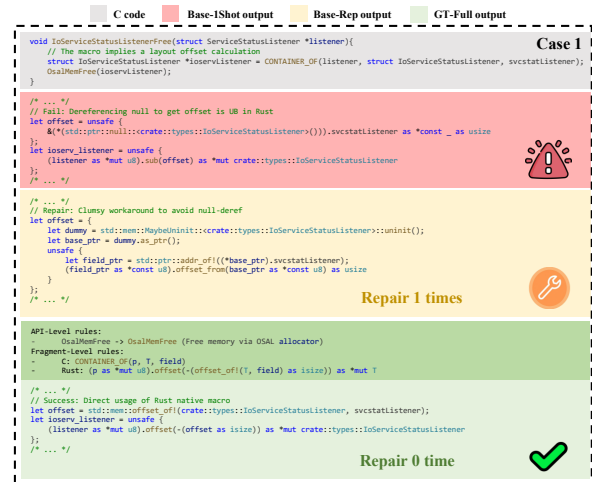 C code Base-1Shot output Base-Rep output GT-Full output
Case 1
void IoServiceStatusListenerFree(struct ServiceStatusListener *listener){
// The macro implies a layout offset calculation
struct IoServiceStatusListener *ioservListener = CONTAINER_OF(listener, struct IoServiceStatusListener, svcstatListener);
OsalMemFree(ioservListener);
}
/* ... */
// Fail: Dereferencing null to get offset is UB in Rust
let offset = unsafe {
&(*(std::ptr::null::<crate::types::IoServiceStatusListener>())).svcstatListener as *const _ as usize
};
let ioserv_listener = unsafe {
(listener as *mut u8).sub(offset) as *mut crate::types::IoServiceStatusListener
};
/* ... */
/* ... */
// Repair: Clumsy workaround to avoid null-deref
let offset = {
let dummy = std::mem::MaybeUninit::<crate::types::IoServiceStatusListener>::uninit();
let base_ptr = dummy.as_ptr();
unsafe {
let field_ptr = std::ptr::addr_of!((*base_ptr).svcstatListener);
(field_ptr as *const u8).offset_from(base_ptr as *const u8) as usize
}
};
/* ... */
Repair 1 times
API-Level rules:
- OsalMemFree -> OsalMemFree (Free memory via OSAL allocator)
Fragment-Level rules:
- C: CONTAINER_OF(p, T, field)
- Rust: (p as *mut u8).offset(-(offset_of!(T, field) as isize)) as *mut T
/* ... */
// Success: Direct usage of Rust native macro
let offset = std::mem::offset_of!(crate::types::IoServiceStatusListener, svcstatListener);
let ioserv_listener = unsafe {
(listener as *mut u8).offset(-(offset as isize)) as *mut crate::types::IoServiceStatusListener
};
/* ... */
Repair 0 time